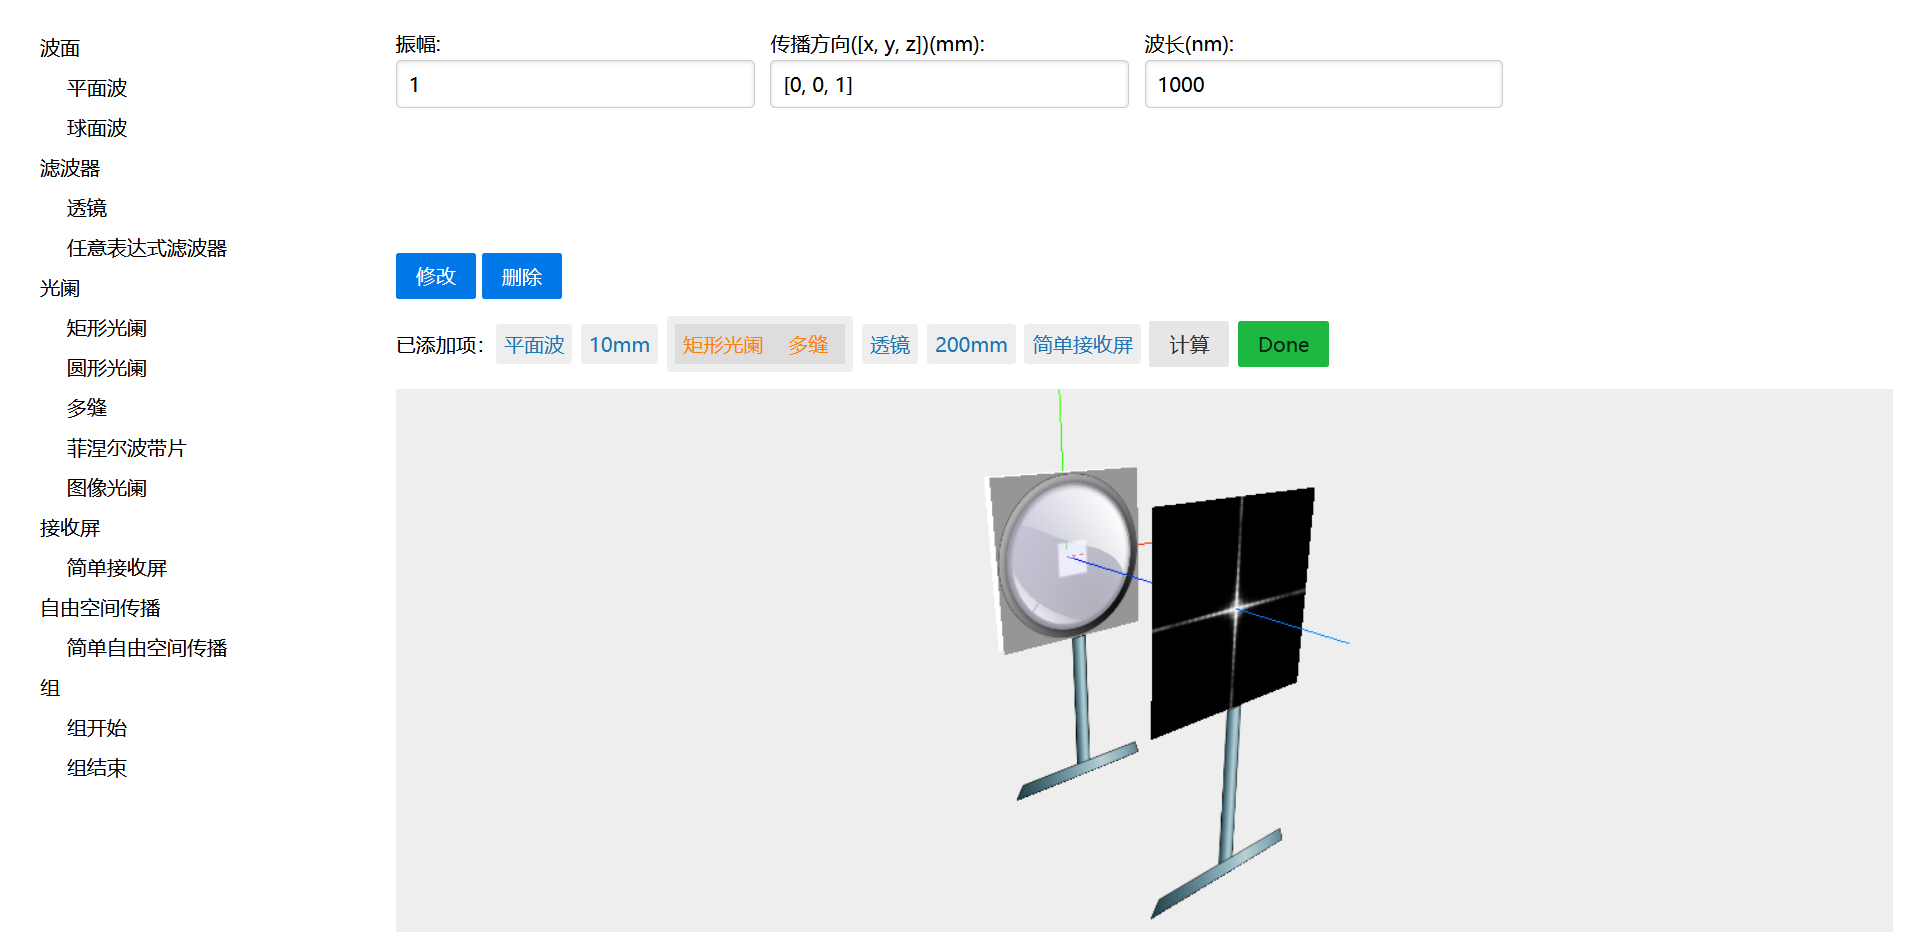 波面
平面波
球面波
滤波器
透镜
任意表达式滤波器
光阑
矩形光阑
圆形光阑
多缝
菲涅尔波带片
图像光阑
接收屏
简单接收屏
自由空间传播
简单自由空间传播
组
组开始
组结束
振幅: 传播方向([x, y, z])(mm): 波长(nm):
1 [0, 0, 1] 1000
修改 删除
已添加项: 平面波 10mm 矩形光阑 多缝 透镜 200mm 简单接收屏 计算 Done